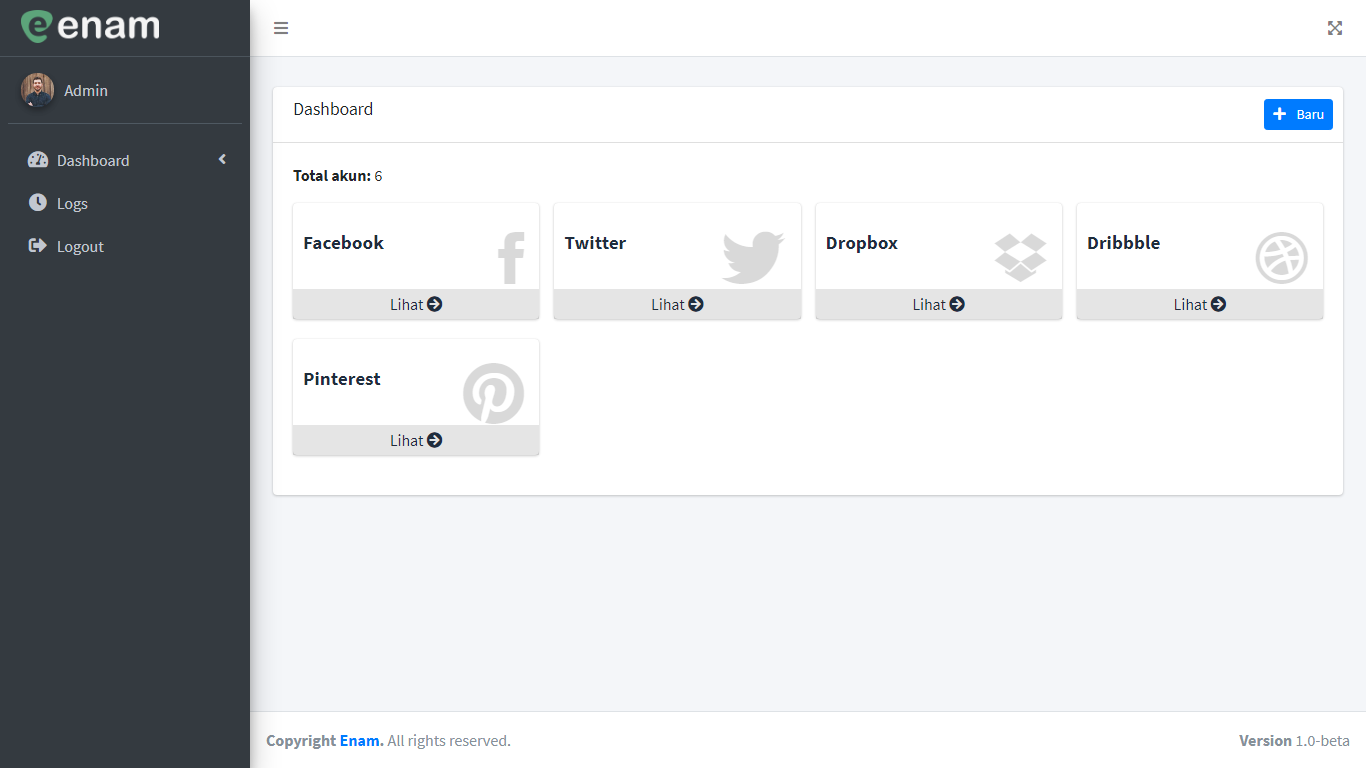 enam
Admin
Dashboard
Logs
Logout
Dashboard
Baru
Total akun: 6
Facebook
Lihat
Twitter
Lihat
Dropbox
Lihat
Dribbble
Lihat
Pinterest
Lihat
Copyright Enam. All rights reserved.
Version 1.0-beta